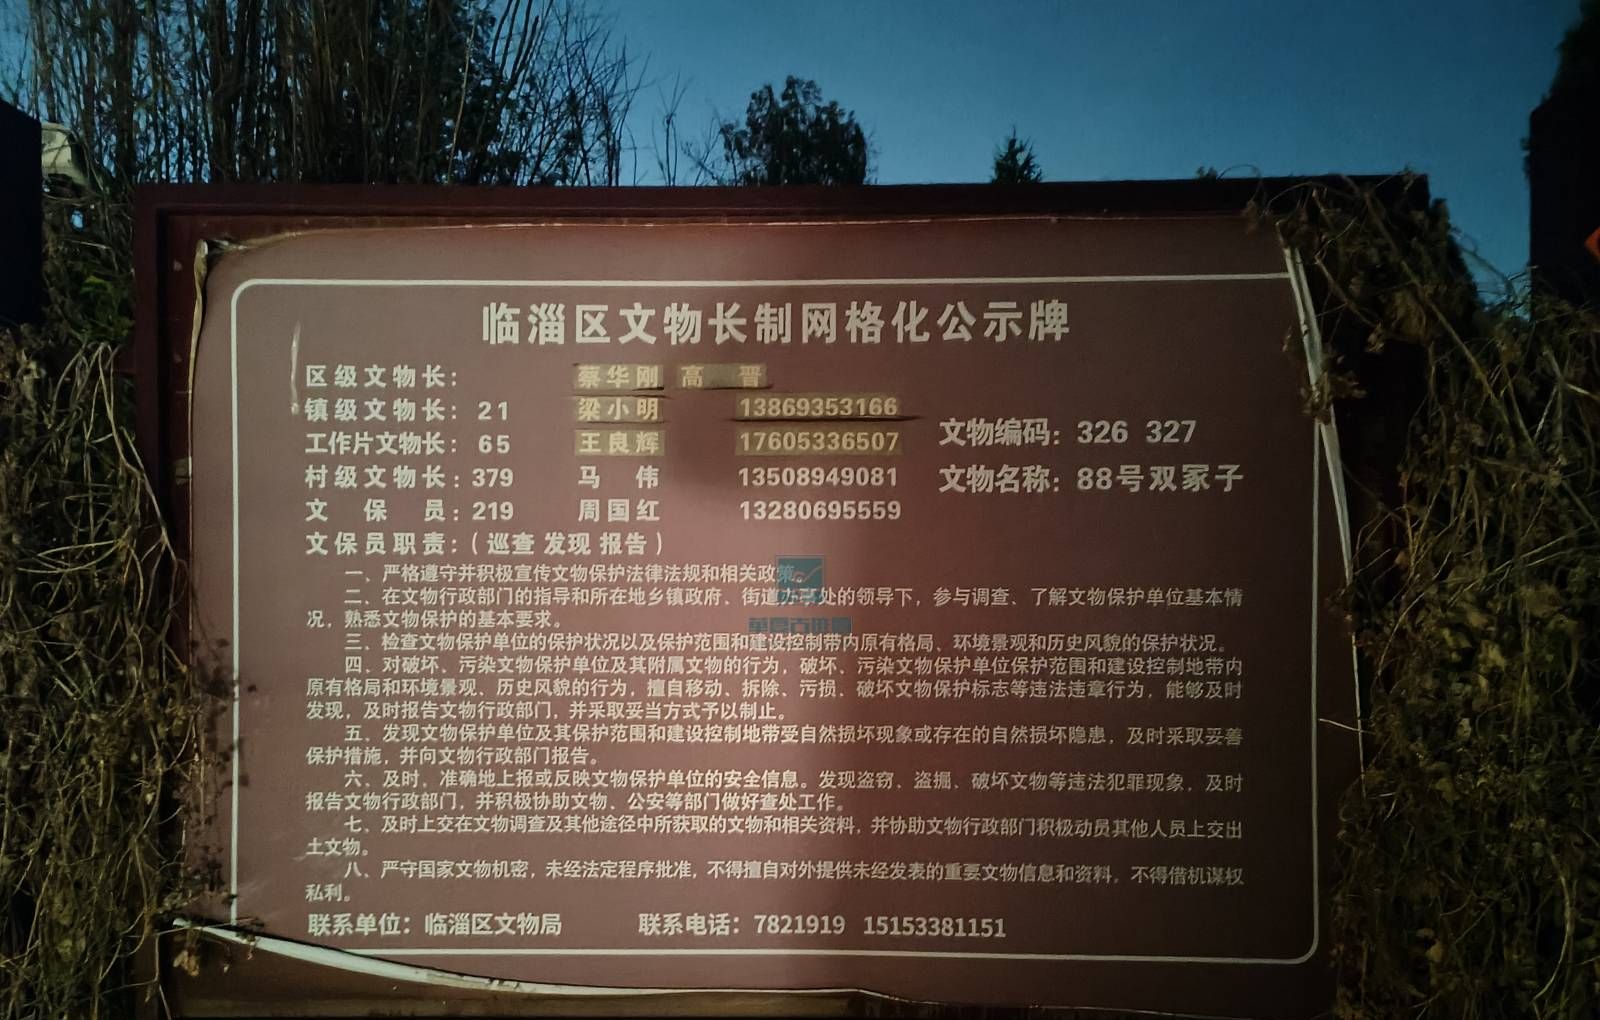 临淄区文物长制网格化公示牌
区级文物长： 蔡华刚 高 晋
镇级文物长：21 梁小明 13869353166
工作片文物长：65 王良辉 17605336507
村级文物长：379 马 伟 13508949081
文 保 员：219 周国红 13280695559
文物编码：326 327
文物名称：88号双冢子
文保员职责：（巡查 发现 报告）
一、严格遵守并积极宣传文物保护法律法规和相关政策。
二、在文物行政部门的指导和所在地乡镇政府、街道办事处的领导下，参与调查、了解文物保护单位基本情
况，熟悉文物保护的基本要求。
三、检查文物保护单位的保护状况以及保护范围和建设控制带内原有格局、环境景观和历史风貌的保护状况。
四、对破坏、污染文物保护单位及其附属文物的行为，破坏、污染文物保护单位保护范围和建设控制地带内
原有格局和环境景观、历史风貌的行为，擅自移动、拆除、污损、破坏文物保护标志等违法违章行为，能够及时
发现，及时报告文物行政部门，并采取妥当方式予以制止。
五、发现文物保护单位及其保护范围和建设控制地带受自然损坏现象或存在的自然损坏隐患，及时采取妥善
保护措施，并向文物行政部门报告。
六、及时、准确地上报或反映文物保护单位的安全信息。发现盗窃、盗掘、破坏文物等违法犯罪现象，及时
报告文物行政部门，并积极协助文物、公安等部门做好查处工作。
七、及时上交在文物调查及其他途径中所获取的文物和相关资料，并协助文物行政部门积极动员其他人员上交出
土文物。
八、严守国家文物机密，未经法定程序批准，不得擅自对外提供未经发表的重要文物信息和资料，不得借机谋权
私利。
联系单位：临淄区文物局 联系电话：7821919 15153381151